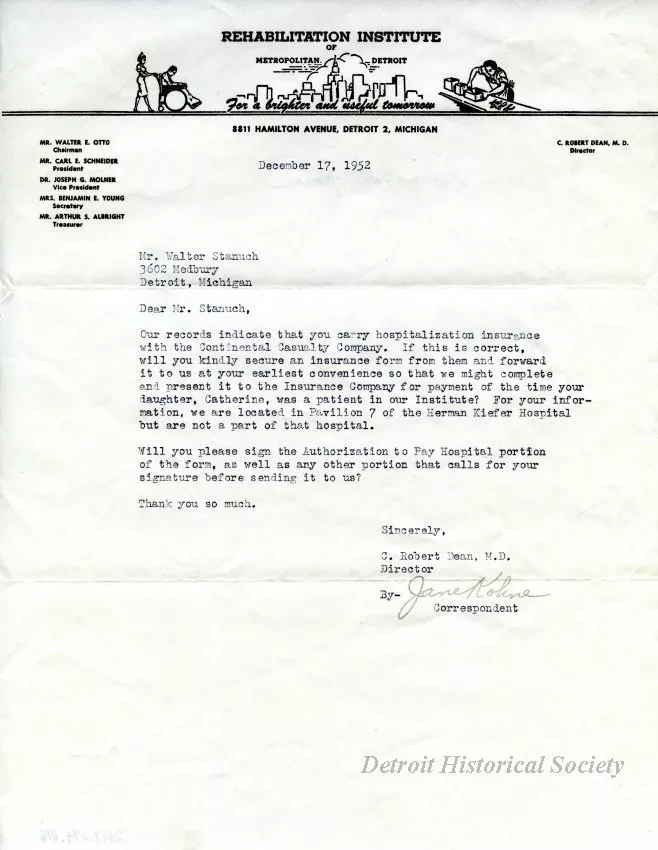 REHABILITATION INSTITUTE
OF
METROPOLITAN DETROIT
For a brighter and useful tomorrow
8811 HAMILTON AVENUE, DETROIT 2, MICHIGAN
MR. WALTER E. OTTO
Chairman
MR. CARL E. SCHNEIDER
President
DR. JOSEPH G. MOLNER
Vice President
MRS. BENJAMIN E. YOUNG
Secretary
MR. ARTHUR S. ALBRIGHT
Treasurer
C. ROBERT DEAN, M. D.
Director
December 17, 1952
Mr. Walter Stanuch
3602 Medbury
Detroit, Michigan
Dear Mr. Stanuch,
Our records indicate that you carry hospitalization insurance
with the Continental Casualty Company. If this is correct,
will you kindly secure an insurance form from them and forward
it to us at your earliest convenience so that we might complete
and present it to the Insurance Company for payment of the time your
daughter, Catherine, was a patient in our Institute? For your infor-
mation, we are located in Pavilion 7 of the Herman Kiefer Hospital
but are not a part of that hospital.
Will you please sign the Authorization to Pay Hospital portion
of the form, as well as any other portion that calls for your
signature before sending it to us?
Thank you so much.
Sincerely,
C. Robert Dean, M.D.
Director
By- Jane Kohne
Correspondent
Detroit Historical Society